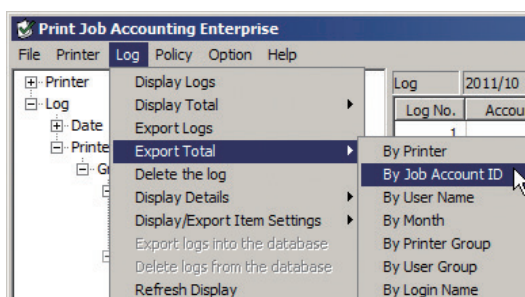 Print Job Accounting Enterprise
File Printer Log Policy Option Help
Printer
Log
Date
Display Logs
Display Total
Export Logs
Export Total
Delete the log
Display Details
Display/Export Item Settings
Export logs into the database
Delete logs from the database
Refresh Display
By Printer
By Job Account ID
By User Name
By Month
By Printer Group
By User Group
By Login Name
Log 2011/10
Log No.
1